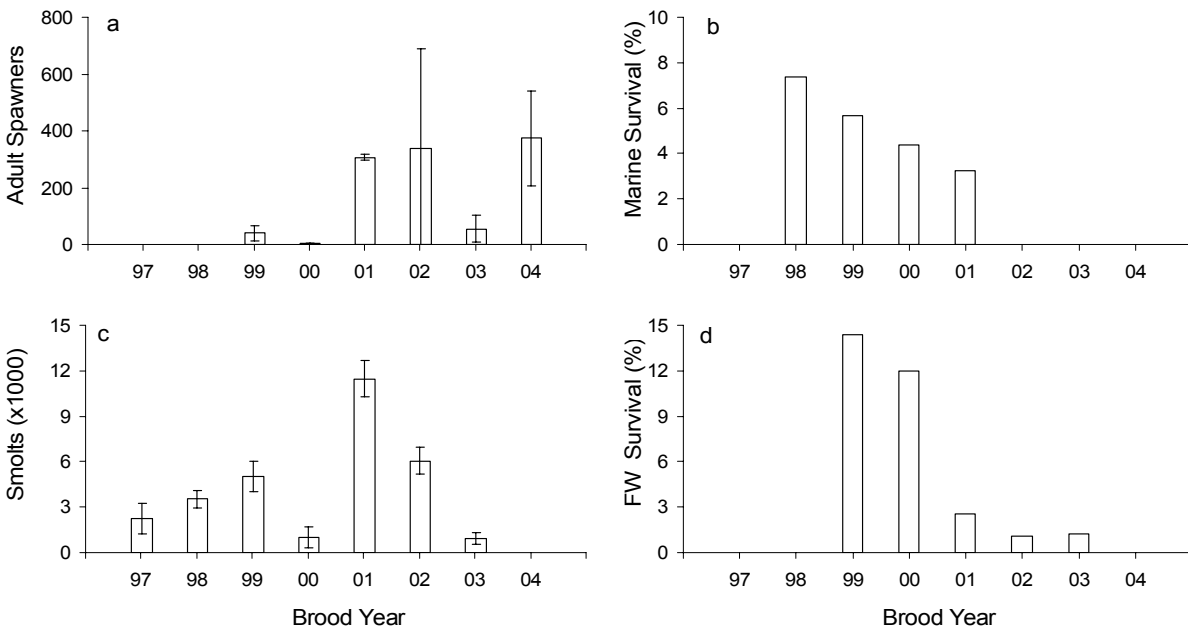 a
Adult Spawners
800
600
400
200
0
97 98 99 00 01 02 03 04
b
Marine Survival (%)
10
8
6
4
2
0
97 98 99 00 01 02 03 04
c
Smolts (x1000)
15
12
9
6
3
0
97 98 99 00 01 02 03 04
Brood Year
d
FW Survival (%)
15
12
9
6
3
0
97 98 99 00 01 02 03 04
Brood Year